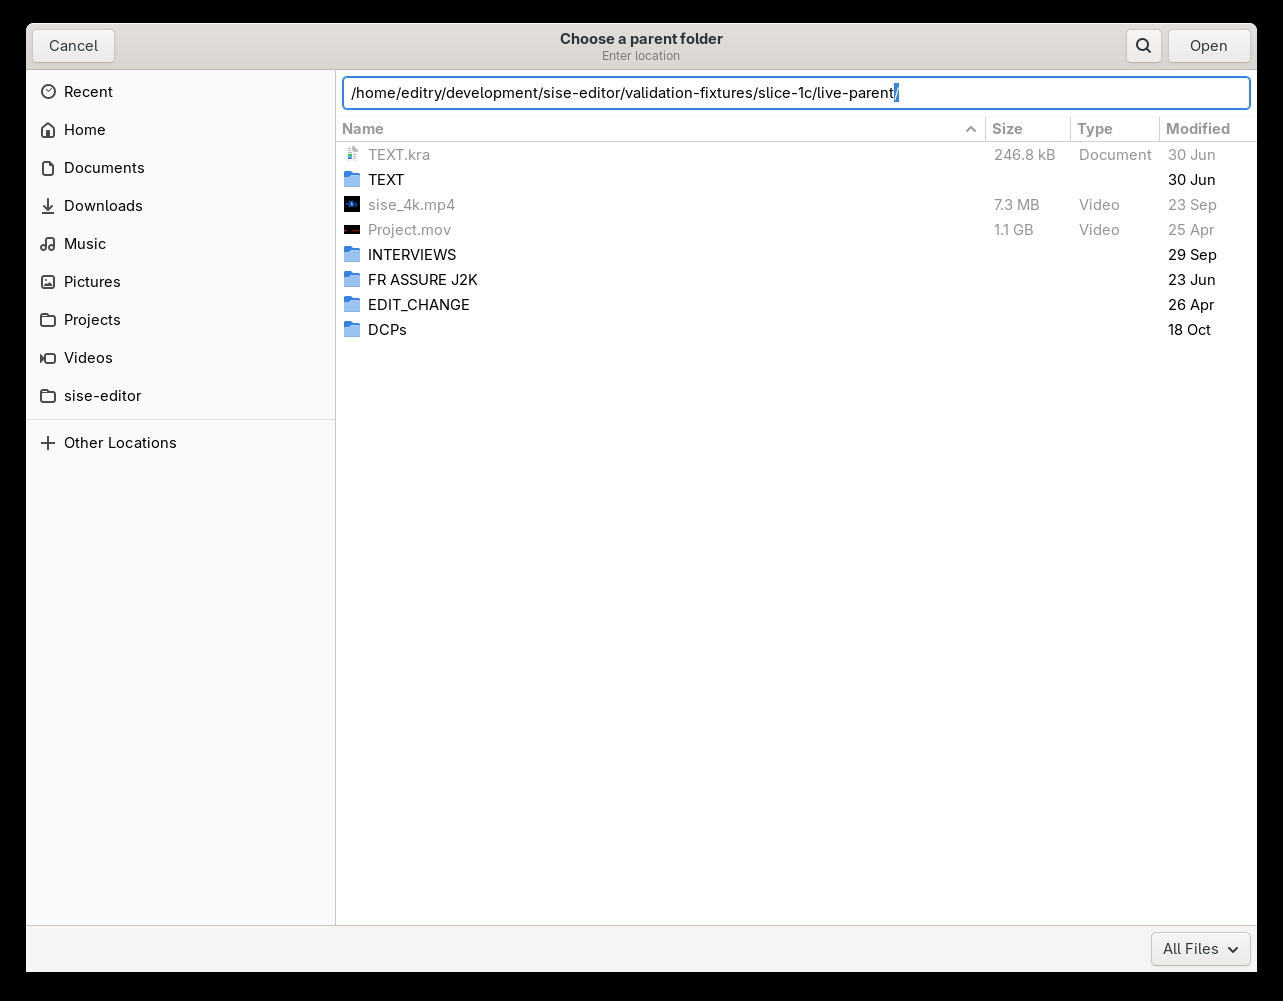 Cancel
Choose a parent folder
Enter location
Open
Recent
Home
Documents
Downloads
Music
Pictures
Projects
Videos
sise-editor
Other Locations
/home/editry/development/sise-editor/validation-fixtures/slice-1c/live-parent/
Name Size Type Modified
TEXT.kra 246.8 kB Document 30 Jun
TEXT 30 Jun
sise_4k.mp4 7.3 MB Video 23 Sep
Project.mov 1.1 GB Video 25 Apr
INTERVIEWS 29 Sep
FR ASSURE J2K 23 Jun
EDIT_CHANGE 26 Apr
DCPs 18 Oct
All Files